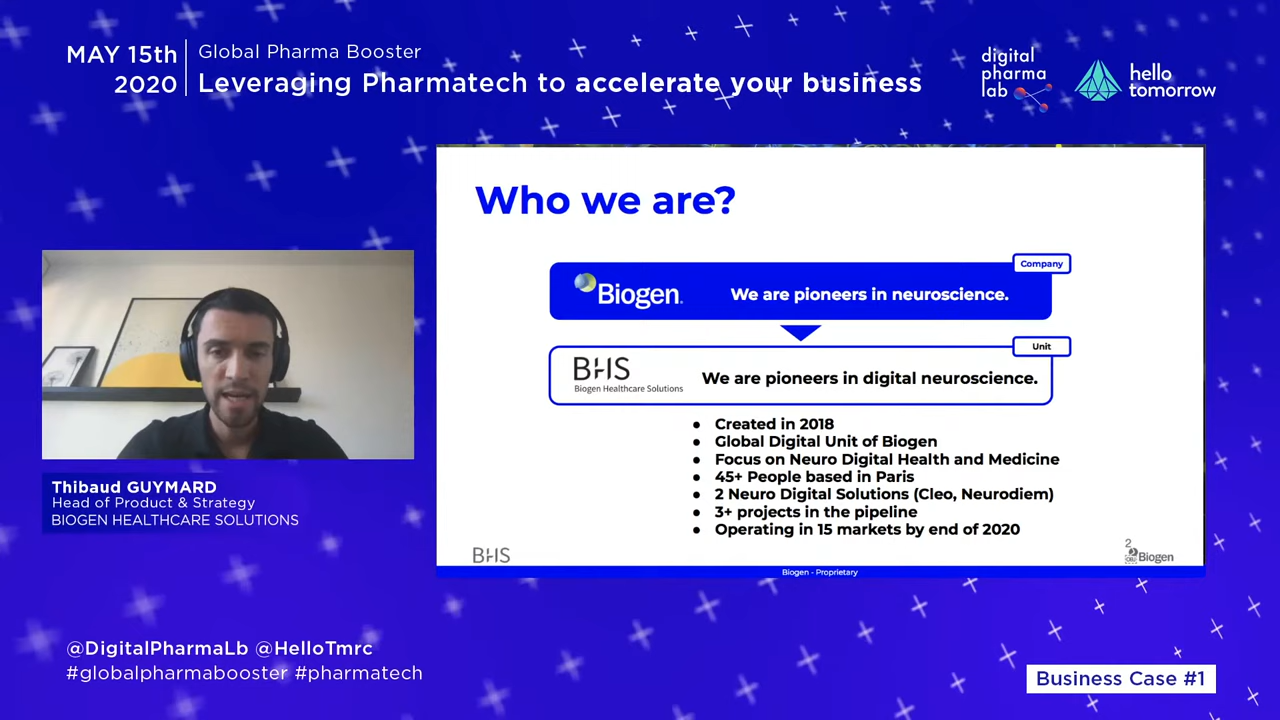 MAY 15th
2020
Global Pharma Booster
Leveraging Pharmatech to accelerate your business
digital
pharma
lab
hello
tomorrow
Who we are?
Company
Biogen.
We are pioneers in neuroscience.
Unit
BHS
Biogen Healthcare Solutions
We are pioneers in digital neuroscience.
• Created in 2018
• Global Digital Unit of Biogen
• Focus on Neuro Digital Health and Medicine
• 45+ People based in Paris
• 2 Neuro Digital Solutions (Cleo, Neurodiem)
• 3+ projects in the pipeline
• Operating in 15 markets by end of 2020
BHS
2
Biogen
Biogen - Proprietary
Thibaud GUYMARD
Head of Product & Strategy
BIOGEN HEALTHCARE SOLUTIONS
@DigitalPharmaLb @HelloTmrc
#globalpharmabooster #pharmatech
Business Case #1